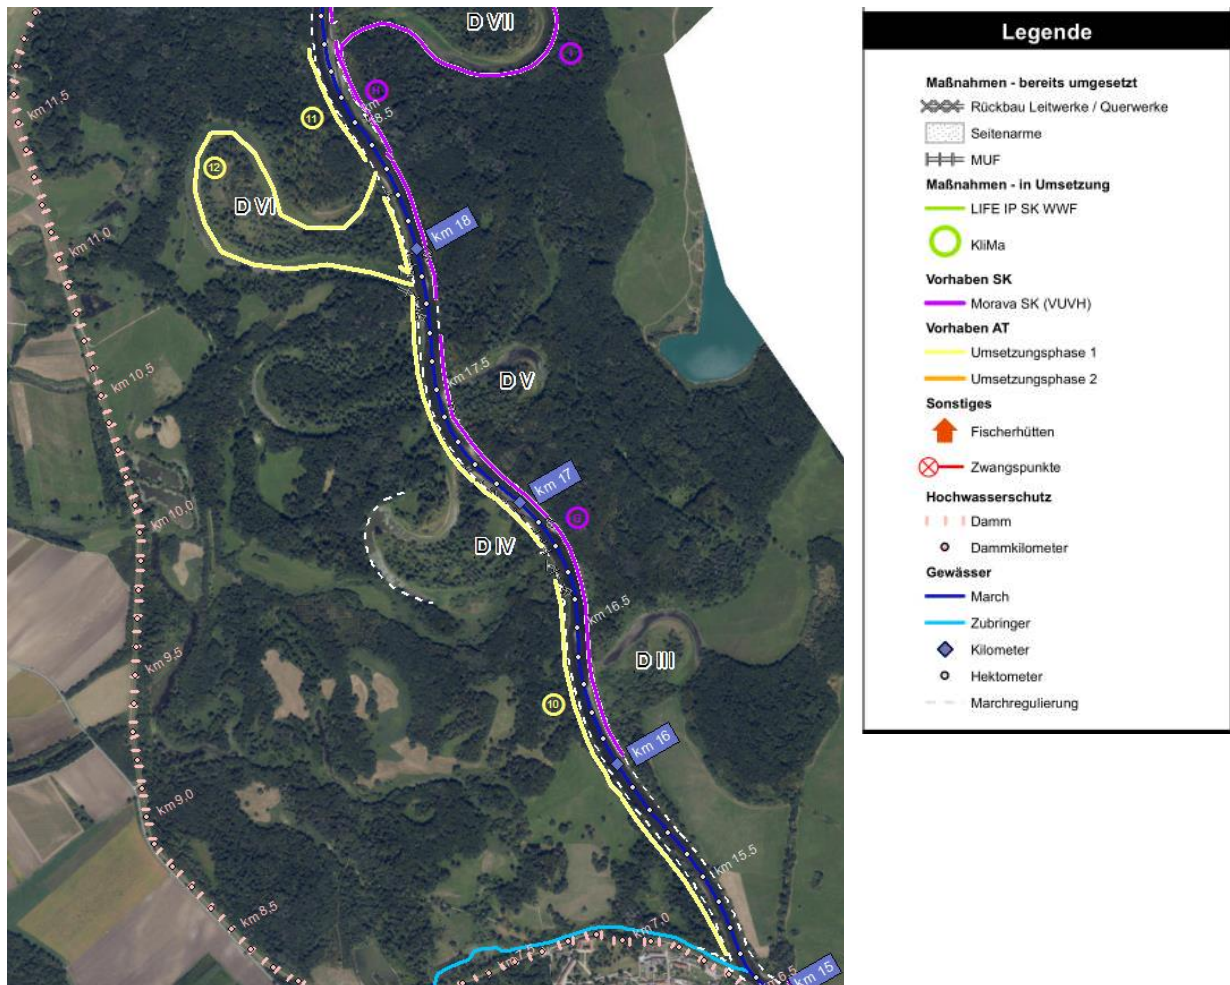 D VII
I
km 11.5
H
km 18.5
11
12
D VI
km 18
km 11.0
km 10.5
km 17.5
D V
km 17
G
km 10.0
D IV
km 16.5
km 9.5
D III
10
km 16
km 9.0
km 15.5
km 8.5
km 7.0
km 7.5
km 15
Legende
Maßnahmen - bereits umgesetzt
Rückbau Leitwerke / Querwerke
Seitenarme
MUF
Maßnahmen - in Umsetzung
LIFE IP SK WWF
KliMa
Vorhaben SK
Morava SK (VUVH)
Vorhaben AT
Umsetzungsphase 1
Umsetzungsphase 2
Sonstiges
Fischerhütten
Zwangspunkte
Hochwasserschutz
Damm
Dammkilometer
Gewässer
March
Zubringer
Kilometer
Hektometer
Marchregulierung